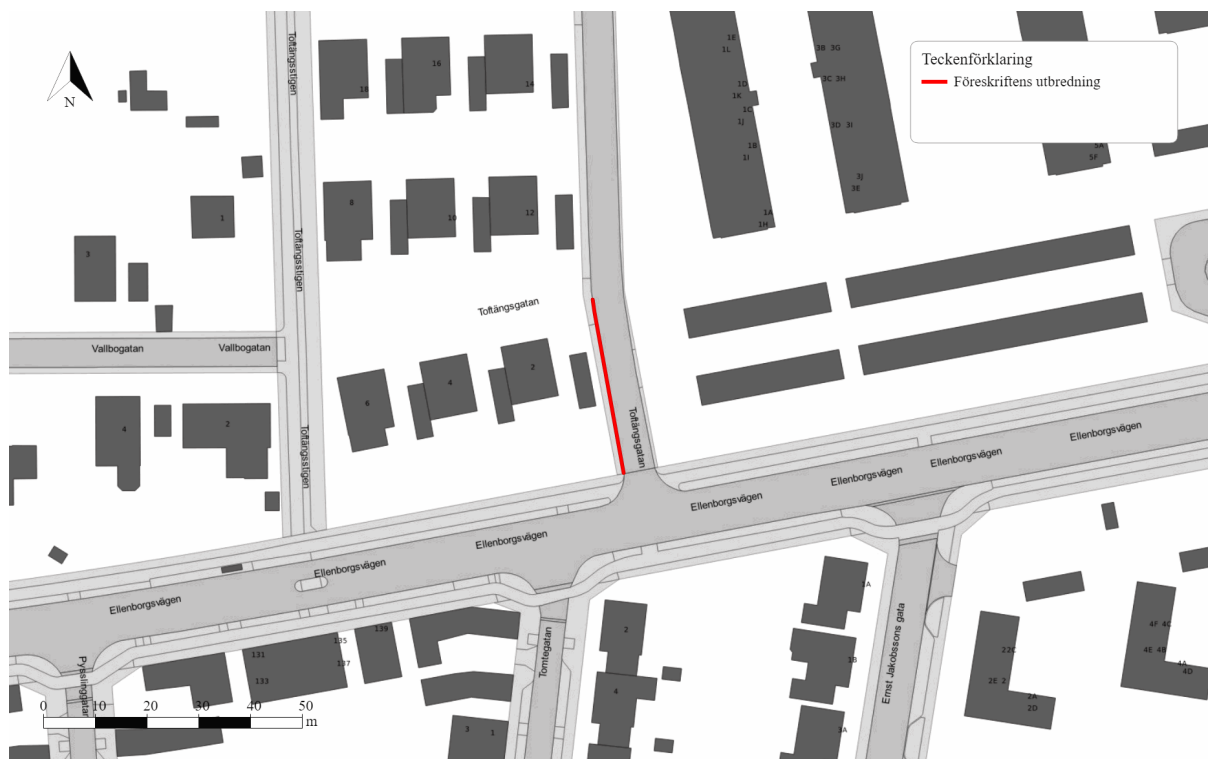 Teckenförklaring
Föreskriftens utbredning
N
Toftängsstigen
18
16
14
1E
1L
1D
1K
1C
1J
1B
1I
1A
1H
3B 3G
3C 3H
3D 3I
3J
3E
5A
5F
1
3
8
10
12
Toftängsstigen
Toftängsgatan
Vallbogatan
Vallbogatan
6
4
2
4
2
Toftängsstigen
Toftängsgatan
Ellenborgsvägen
Ellenborgsvägen
Ellenborgsvägen
Ellenborgsvägen
Ellenborgsvägen
Ellenborgsvägen
Ellenborgsvägen
131
133
135
137
139
Pysslinggatan
Tomtegatan
Ernst Jakobssons gata
2
4
3
1
1A
1B
3A
22C
2E 2
2A
2D
4F 4C
4E 4B
4A
4D
0
10
20
30
40
50
m